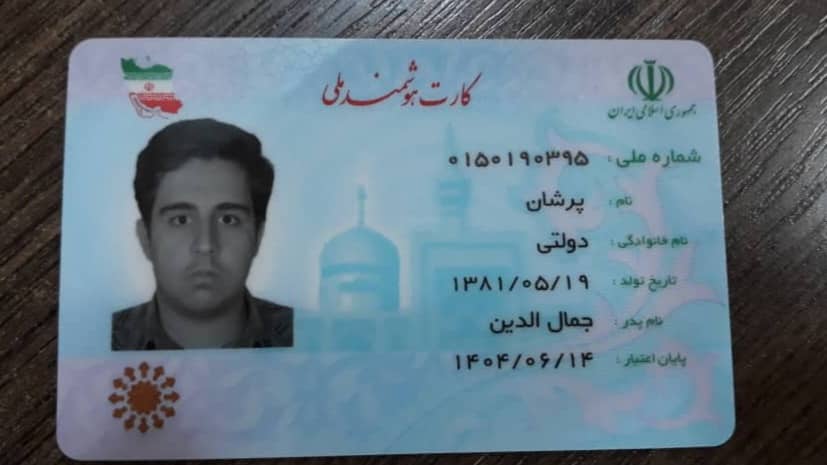 کارت هوشمند ملی
جمهوری اسلامی ایران
شماره ملی : ۰۱۵۰۱۹۰۳۹۵
نام : پرشان
نام خانوادگی : دولتی
تاریخ تولد : ۱۳۸۱/۰۵/۱۹
نام پدر : جمال الدین
پایان اعتبار : ۱۴۰۴/۰۶/۱۴